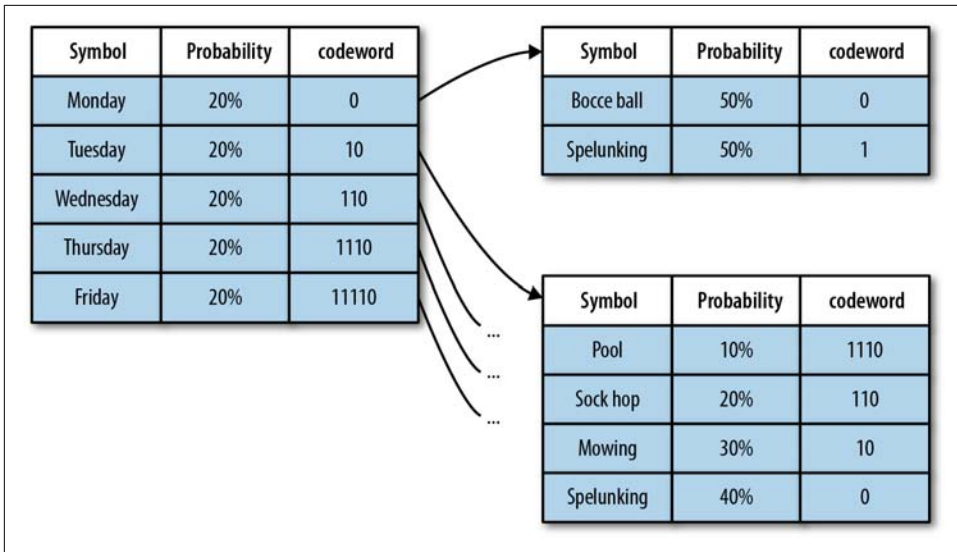 Symbol Probability codeword
Monday 20% 0
Tuesday 20% 10
Wednesday 20% 110
Thursday 20% 1110
Friday 20% 11110
Symbol Probability codeword
Bocce ball 50% 0
Spelunking 50% 1
...
...
...
Symbol Probability codeword
Pool 10% 1110
Sock hop 20% 110
Mowing 30% 10
Spelunking 40% 0